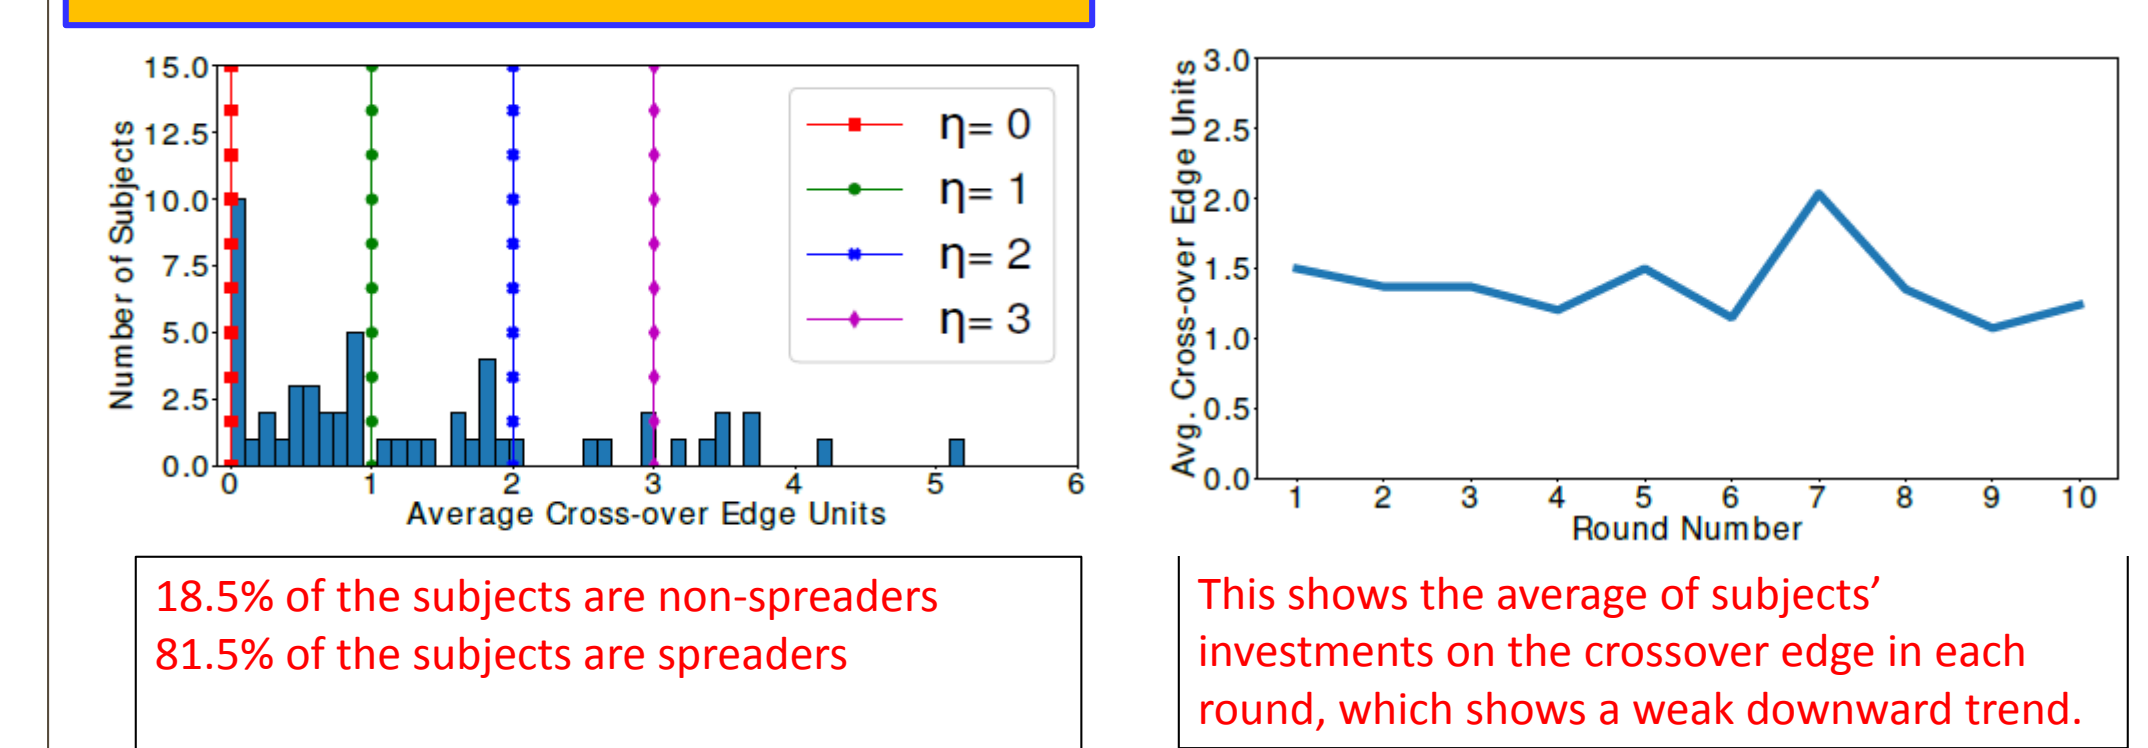 15.0
12.5
10.0
7.5
5.0
2.5
0.0
Number of Subjects
η= 0
η= 1
η= 2
η= 3
0 1 2 3 4 5 6
Average Cross-over Edge Units
18.5% of the subjects are non-spreaders
81.5% of the subjects are spreaders
3.0
2.5
2.0
1.5
1.0
0.5
0.0
Avg. Cross-over Edge Units
1 2 3 4 5 6 7 8 9 10
Round Number
This shows the average of subjects’
investments on the crossover edge in each
round, which shows a weak downward trend.